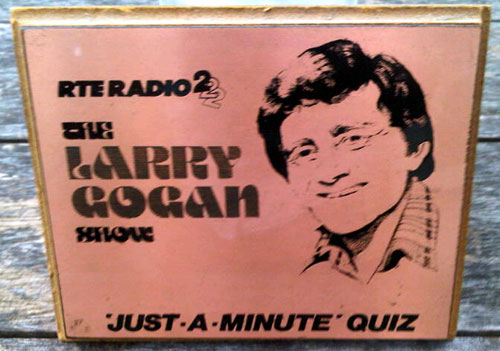 RTE RADIO 2
THE
LARRY
GOGAN
SHOW
'JUST-A-MINUTE' QUIZ